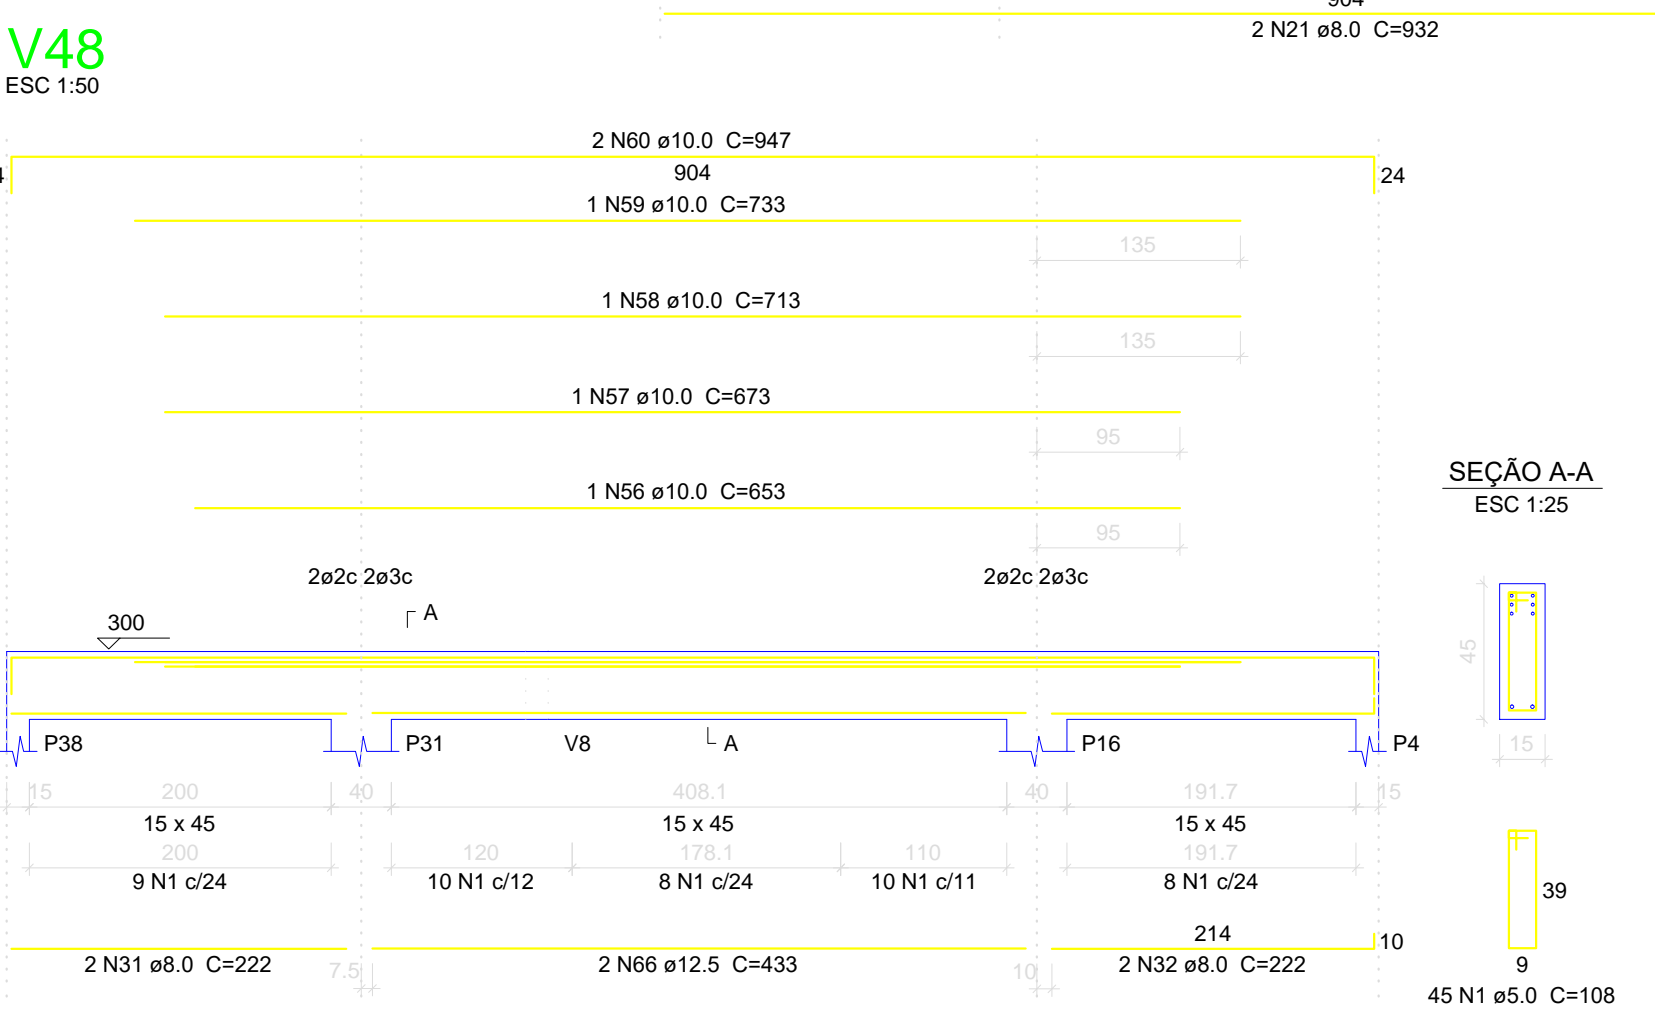 904
2 N21 ø8.0 C=932
V48
ESC 1:50
2 N60 ø10.0 C=947
904
24
1 N59 ø10.0 C=733
135
1 N58 ø10.0 C=713
135
1 N57 ø10.0 C=673
95
1 N56 ø10.0 C=653
95
SEÇÃO A-A
ESC 1:25
2ø2c 2ø3c
2ø2c 2ø3c
300
A
45
15
P38
P31
V8
A
P16
P4
15
200
40
408.1
40
191.7
15
15 x 45
15 x 45
15 x 45
200
120
178.1
110
191.7
9 N1 c/24
10 N1 c/12
8 N1 c/24
10 N1 c/11
8 N1 c/24
39
214
10
2 N31 ø8.0 C=222
7.5
2 N66 ø12.5 C=433
10
2 N32 ø8.0 C=222
9
45 N1 ø5.0 C=108